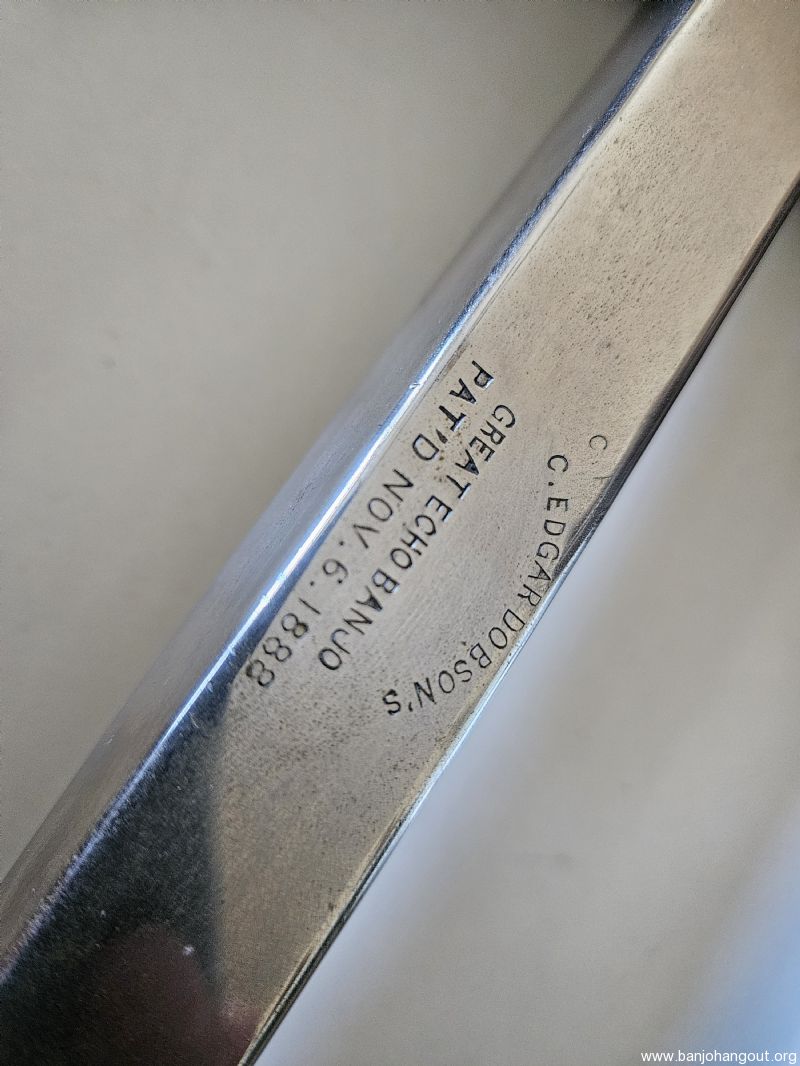 C
C. EDGAR DOBSON'S
GREAT ECHO BANJO
PAT'D NOV. 6. 1888
www.banjohangout.org